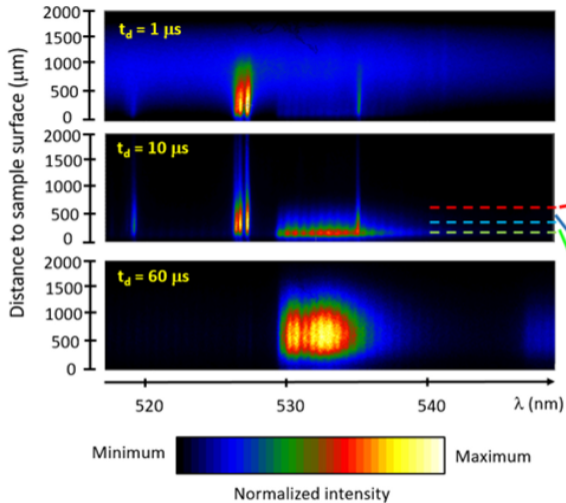 Distance to sample surface (μm)
2000
1500
1000
500
0
t_d = 1 μs
2000
1500
1000
500
0
t_d = 10 μs
2000
1500
1000
500
0
t_d = 60 μs
520
530
540
λ (nm)
Minimum
Maximum
Normalized intensity